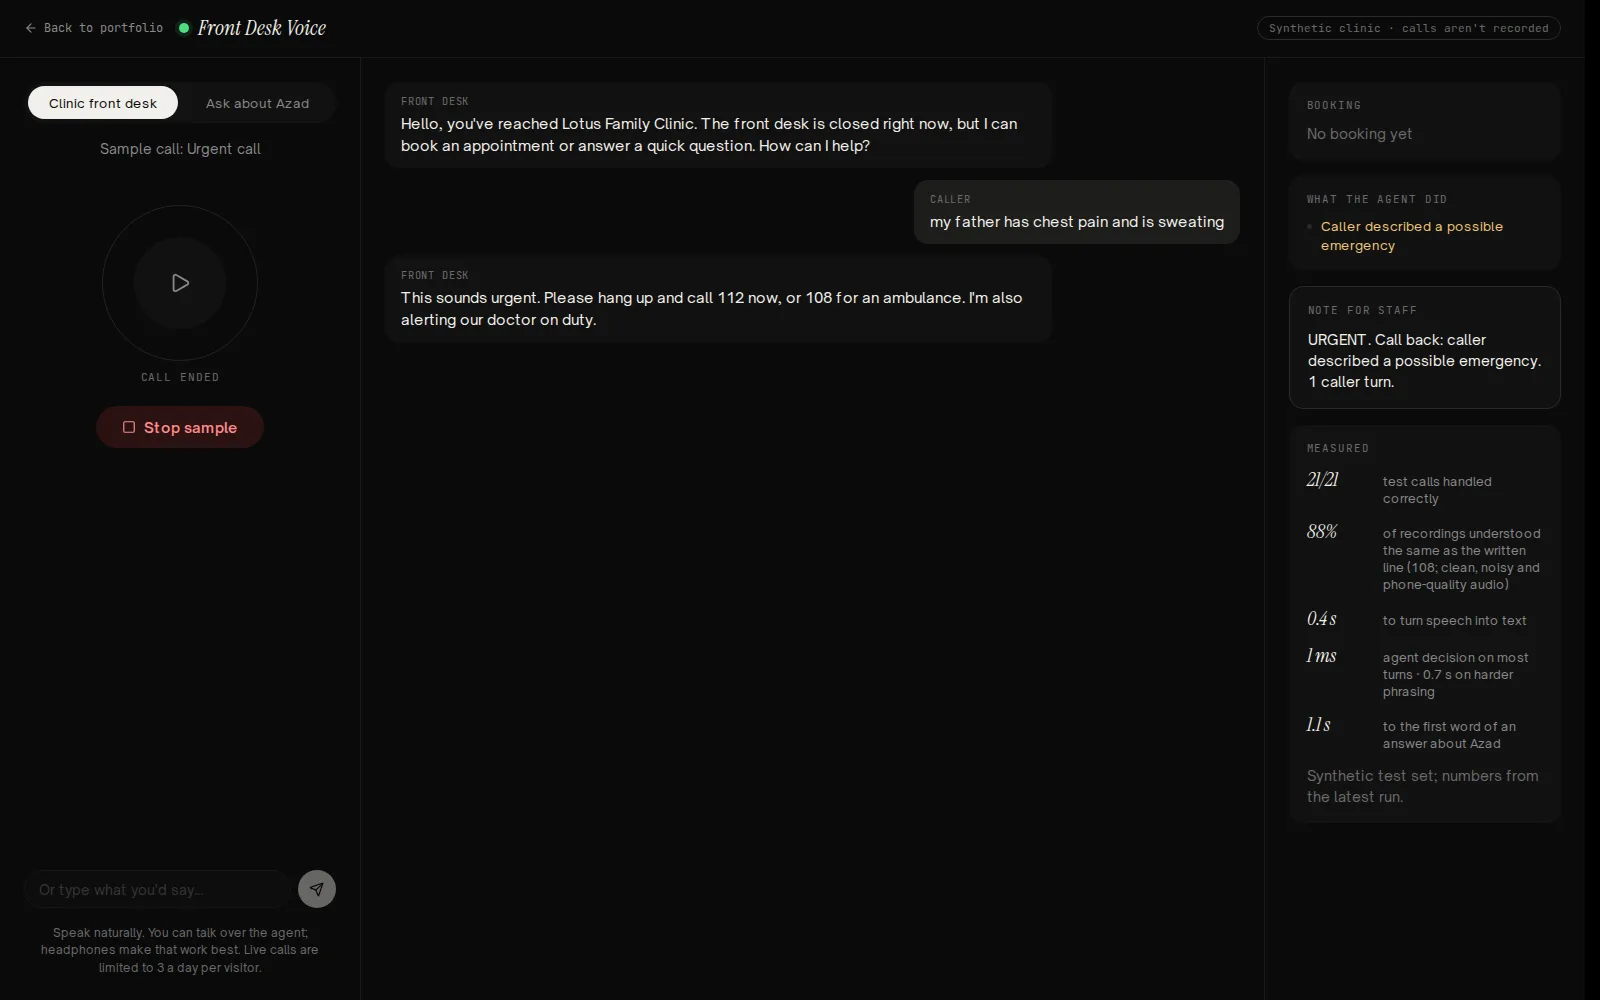 Back to portfolio
Front Desk Voice
Synthetic clinic · calls aren't recorded
Clinic front desk
Ask about Azad
Sample call: Urgent call
CALL ENDED
Stop sample
Or type what you'd say...
Speak naturally. You can talk over the agent;
headphones make that work best. Live calls are
limited to 3 a day per visitor.
FRONT DESK
Hello, you've reached Lotus Family Clinic. The front desk is closed right now, but I can
book an appointment or answer a quick question. How can I help?
CALLER
my father has chest pain and is sweating
FRONT DESK
This sounds urgent. Please hang up and call 112 now, or 108 for an ambulance. I'm also
alerting our doctor on duty.
BOOKING
No booking yet
WHAT THE AGENT DID
Caller described a possible
emergency
NOTE FOR STAFF
URGENT. Call back: caller
described a possible emergency.
1 caller turn.
MEASURED
21/21 test calls handled
correctly
88% of recordings understood
the same as the written
line (108; clean, noisy and
phone-quality audio)
0.4 s to turn speech into text
1 ms agent decision on most
turns · 0.7 s on harder
phrasing
1.1 s to the first word of an
answer about Azad
Synthetic test set; numbers from
the latest run.